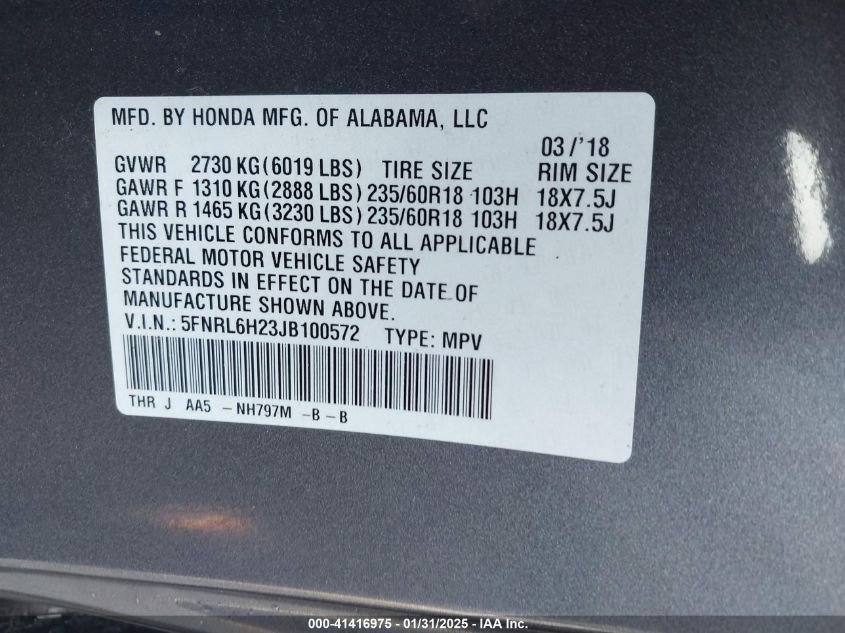 MFD. BY HONDA MFG. OF ALABAMA, LLC
03/'18
GVWR 2730 KG(6019 LBS) TIRE SIZE RIM SIZE
GAWR F 1310 KG(2888 LBS) 235/60R18 103H 18X7.5J
GAWR R 1465 KG(3230 LBS) 235/60R18 103H 18X7.5J
THIS VEHICLE CONFORMS TO ALL APPLICABLE
FEDERAL MOTOR VEHICLE SAFETY
STANDARDS IN EFFECT ON THE DATE OF
MANUFACTURE SHOWN ABOVE.
V.I.N.: 5FNRL6H23JB100572 TYPE: MPV
THR J AA5 - NH797M - B - B
000-41416975 - 01/31/2025 - IAA Inc.